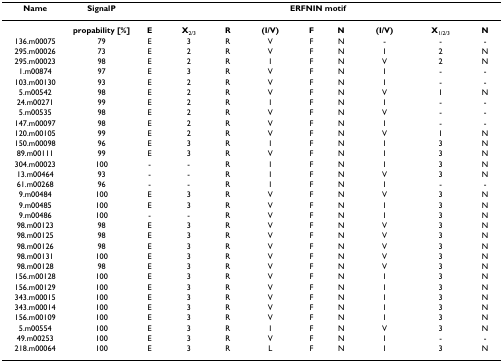 Name SignalP ERFNIN motif
propability [%] E X2/3 R (I/V) F N (I/V) X1/2/3 N
136.m00075 79 E 3 R V F N - - -
295.m00026 73 E 2 R V F N I 2 N
295.m00023 98 E 2 R I F N V 2 N
1.m00874 97 E 3 R V F N I - -
103.m00130 93 E 2 R V F N I - -
5.m00542 98 E 2 R V F N V 1 N
24.m00271 99 E 2 R I F N I - -
5.m00535 98 E 2 R V F N V - -
147.m00097 98 E 2 R V F N I - -
120.m00105 99 E 2 R V F N V 1 N
150.m00098 96 E 3 R I F N I 3 N
89.m00111 99 E 3 R V F N I 3 N
304.m00023 100 - - R I F N I 3 N
13.m00464 93 - - R I F N V 3 N
61.m00268 96 - - R I F N I - -
9.m00484 100 E 3 R V F N V 3 N
9.m00485 100 E 3 R V F N I 3 N
9.m00486 100 - - R V F N I 3 N
98.m00123 98 E 3 R V F N V 3 N
98.m00125 98 E 3 R V F N V 3 N
98.m00126 98 E 3 R V F N V 3 N
98.m00131 100 E 3 R V F N V 3 N
98.m00128 98 E 3 R V F N V 3 N
156.m00128 100 E 3 R V F N I 3 N
156.m00129 100 E 3 R V F N I 3 N
343.m00015 100 E 3 R V F N I 3 N
343.m00014 100 E 3 R V F N I 3 N
156.m00109 100 E 3 R V F N I 3 N
5.m00554 100 E 3 R I F N V 3 N
49.m00253 100 E 3 R V F N I - -
218.m00064 100 E 3 R L F N I 3 N